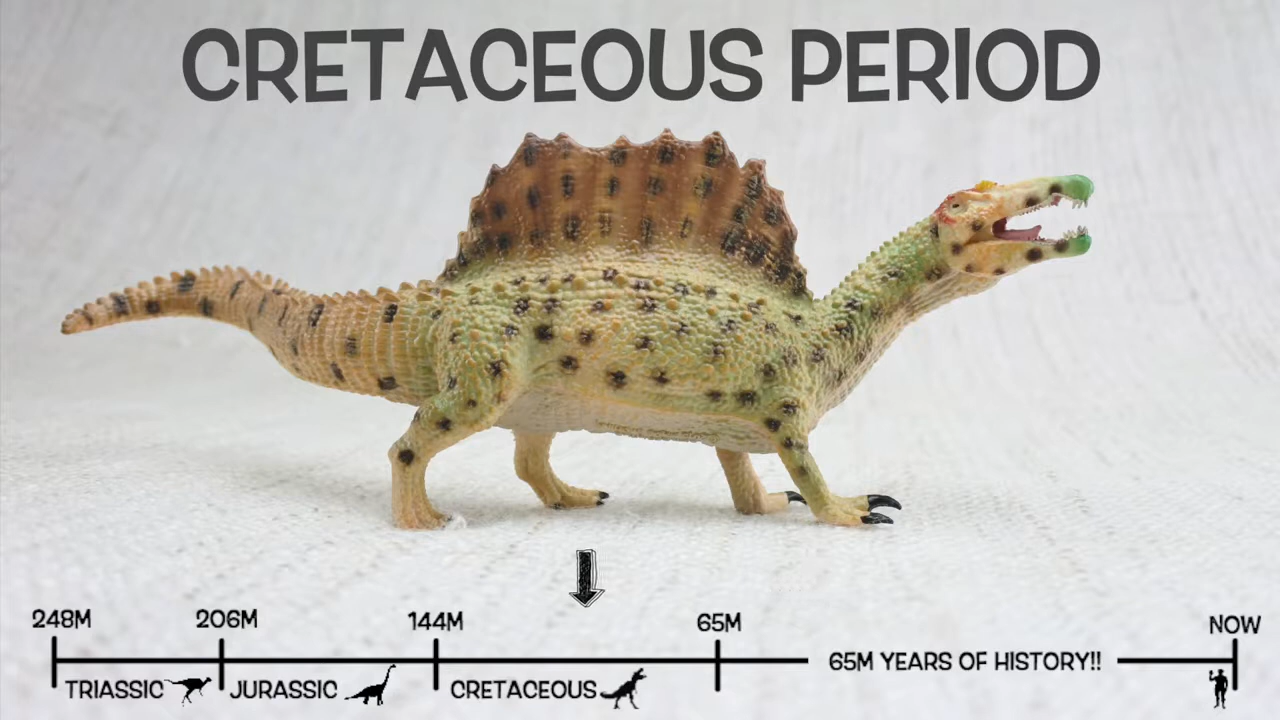 CRETACEOUS PERIOD
248M 206M 144M 65M NOW
65M YEARS OF HISTORY!!
TRIASSIC JURASSIC CRETACEOUS